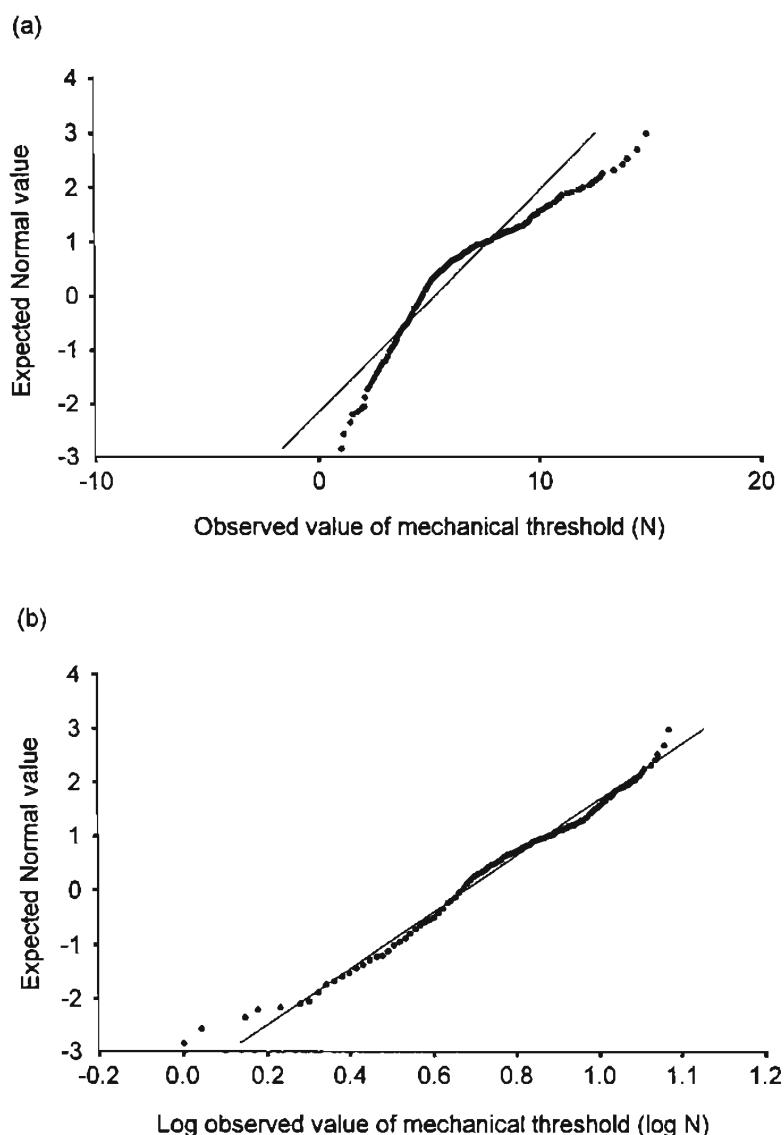 (a)
4
3
2
1
0
-1
-2
-3
Expected Normal value
-10 0 10 20
Observed value of mechanical threshold (N)
(b)
4
3
2
1
0
-1
-2
-3
Expected Normal value
-0.2 0.0 0.2 0.4 0.6 0.8 1.0 1.1 1.2
Log observed value of mechanical threshold (log N)